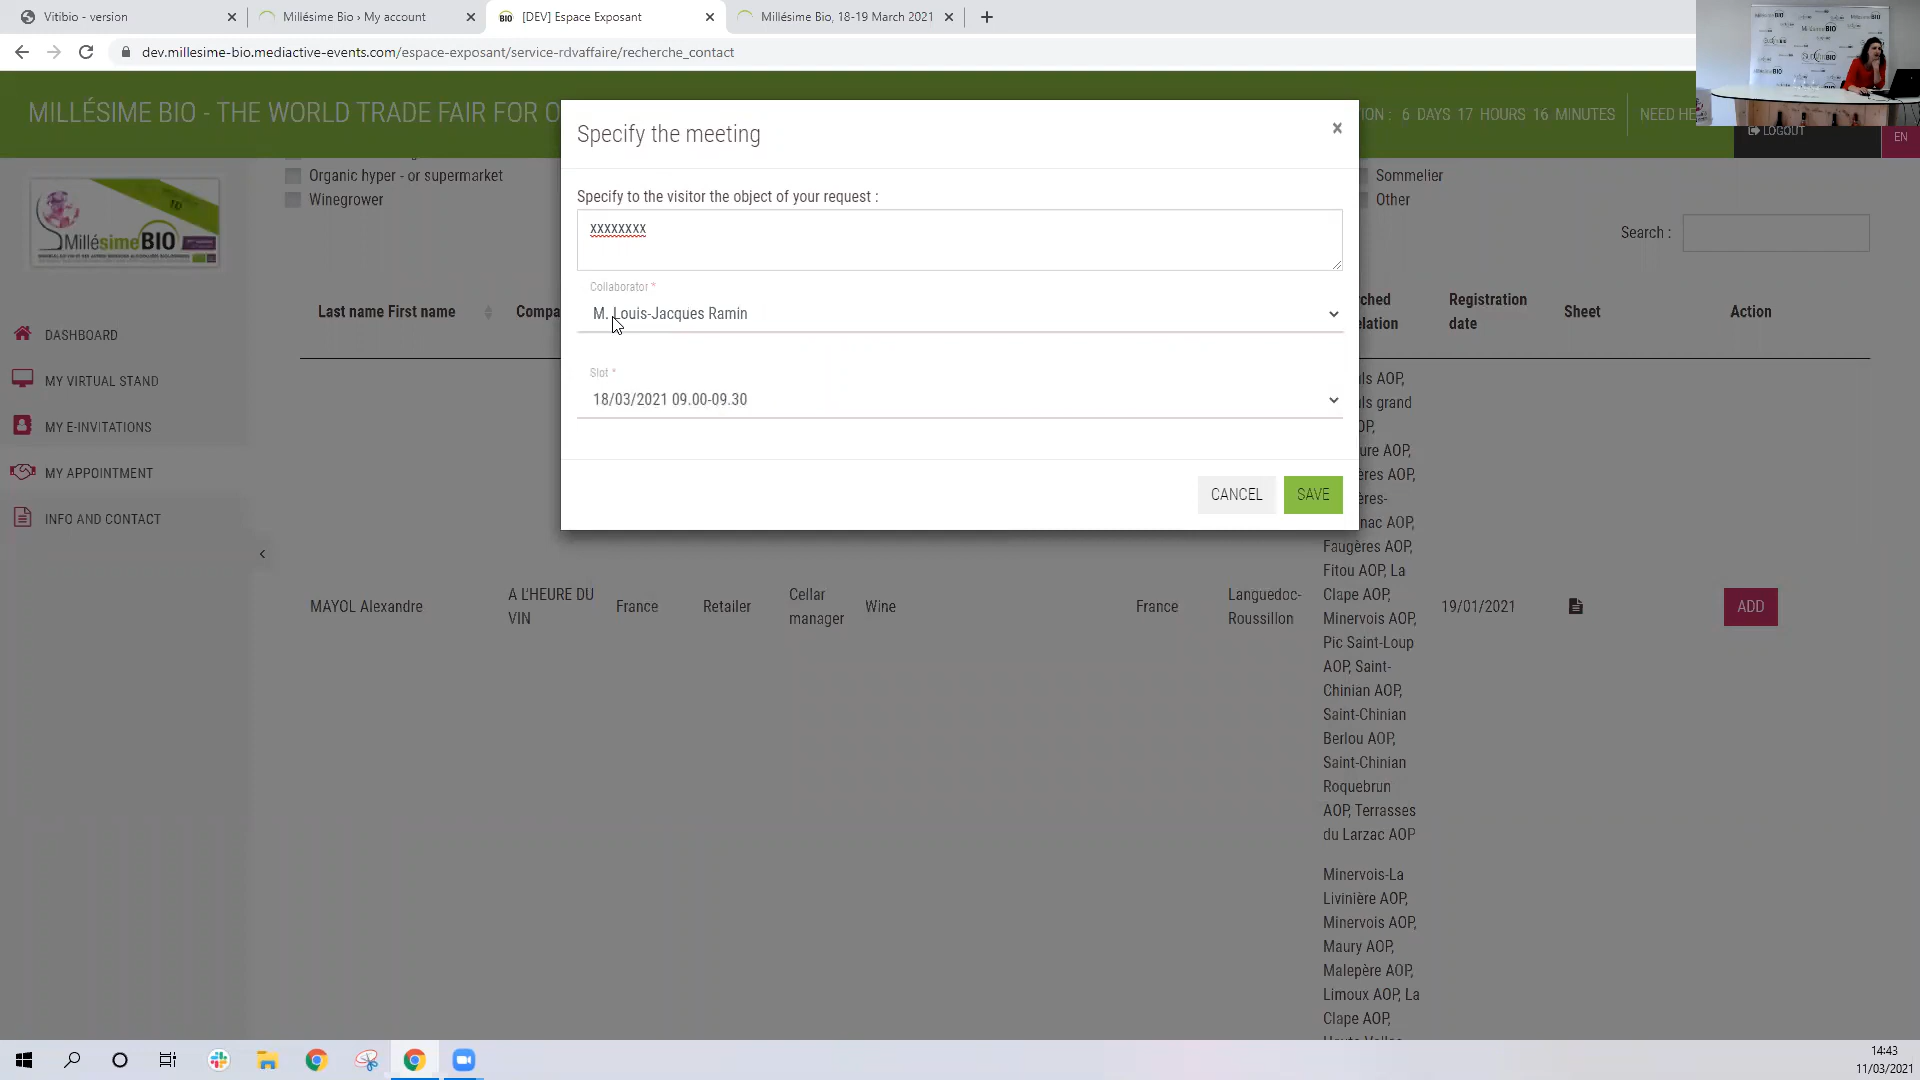 Vitibio - version
Millésime Bio › My account
[DEV] Espace Exposant
Millésime Bio, 18-19 March 2021
dev.millesime-bio.mediactive-events.com/espace-exposant/service-rdvaffaire/recherche_contact
MILLÉSIME BIO - THE WORLD TRADE FAIR FOR O
ION : 6 DAYS 17 HOURS 16 MINUTES
NEED HE
LOGOUT
EN
MillésimeBIO
DASHBOARD
MY VIRTUAL STAND
MY E-INVITATIONS
MY APPOINTMENT
INFO AND CONTACT
Organic hyper - or supermarket
Winegrower
Sommelier
Other
Search :
Specify the meeting
×
Specify to the visitor the object of your request :
xxxxxxxx
Collaborator *
M. Louis-Jacques Ramin
Slot *
18/03/2021 09.00-09.30
CANCEL
SAVE
Last name First name
Compa
rched
elation
Registration
date
Sheet
Action
MAYOL Alexandre
A L'HEURE DU
VIN
France
Retailer
Cellar
manager
Wine
France
Languedoc-
Roussillon
ls AOP,
ls grand
OP,
ure AOP,
ères AOP,
ères-
nac AOP,
Faugères AOP,
Fitou AOP, La
Clape AOP,
Minervois AOP,
Pic Saint-Loup
AOP, Saint-
Chinian AOP,
Saint-Chinian
Berlou AOP,
Saint-Chinian
Roquebrun
AOP, Terrasses
du Larzac AOP
Minervois-La
Livinière AOP,
Minervois AOP,
Maury AOP,
Malepère AOP,
Limoux AOP, La
Clape AOP,
19/01/2021
ADD
14:43
11/03/2021